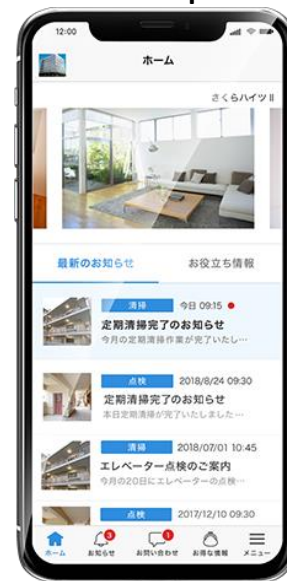 12:00
ホーム
さくらハイツⅡ
最新のお知らせ
お役立ち情報
清掃 今日 09:15
定期清掃完了のお知らせ
今月の定期清掃作業が完了いたし…
点検 2018/8/24 09:30
定期清掃完了のお知らせ
本日定期清掃が完了いたしました…
清掃 2018/07/01 10:45
エレベーター点検のご案内
今月の20日にエレベーターの点検…
点検 2017/12/10 09:30
3 1
ホーム お知らせ お問い合わせ お得な情報 メニュー